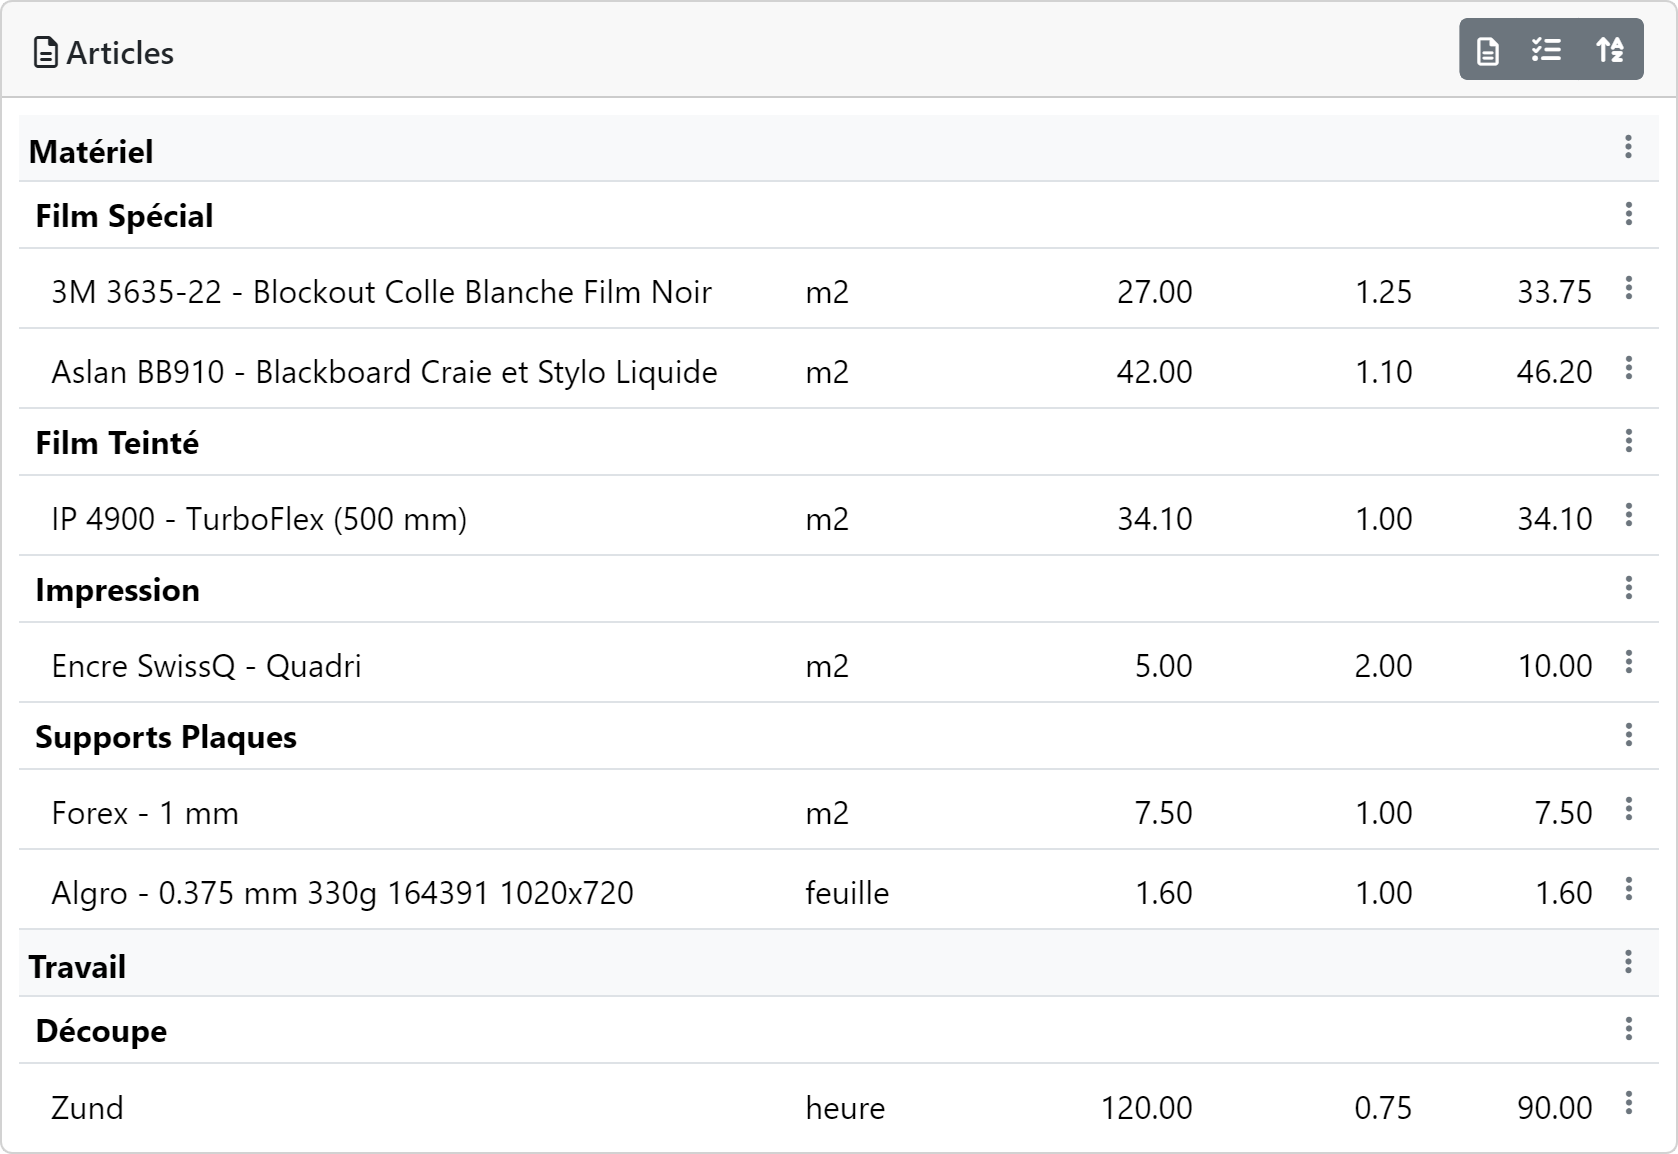 Articles
Matériel
Film Spécial
3M 3635-22 - Blockout Colle Blanche Film Noir m2 27.00 1.25 33.75
Aslan BB910 - Blackboard Craie et Stylo Liquide m2 42.00 1.10 46.20
Film Teinté
IP 4900 - TurboFlex (500 mm) m2 34.10 1.00 34.10
Impression
Encre SwissQ - Quadri m2 5.00 2.00 10.00
Supports Plaques
Forex - 1 mm m2 7.50 1.00 7.50
Algro - 0.375 mm 330g 164391 1020x720 feuille 1.60 1.00 1.60
Travail
Découpe
Zund heure 120.00 0.75 90.00